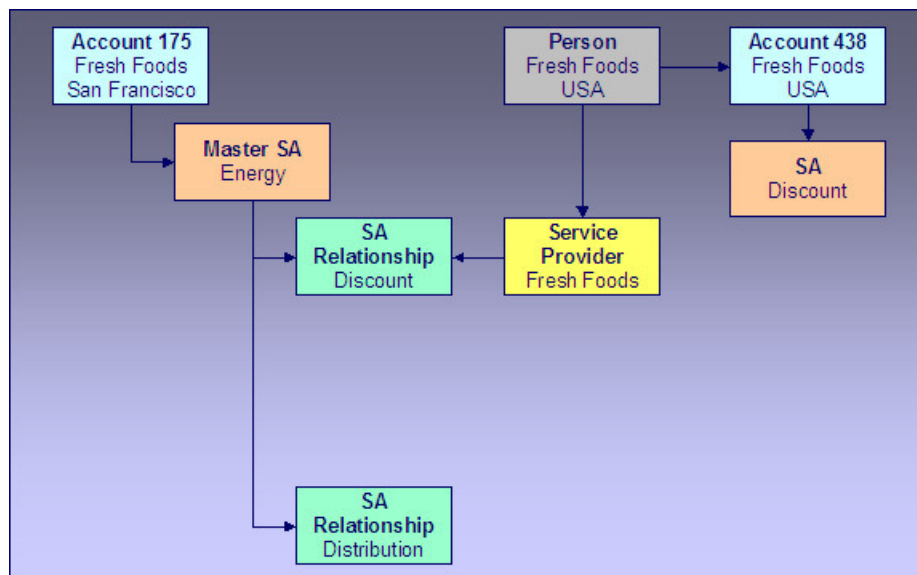 Account 175
Fresh Foods
San Francisco
Person
Fresh Foods
USA
Account 438
Fresh Foods
USA
Master SA
Energy
SA
Discount
SA
Relationship
Discount
Service
Provider
Fresh Foods
SA
Relationship
Distribution